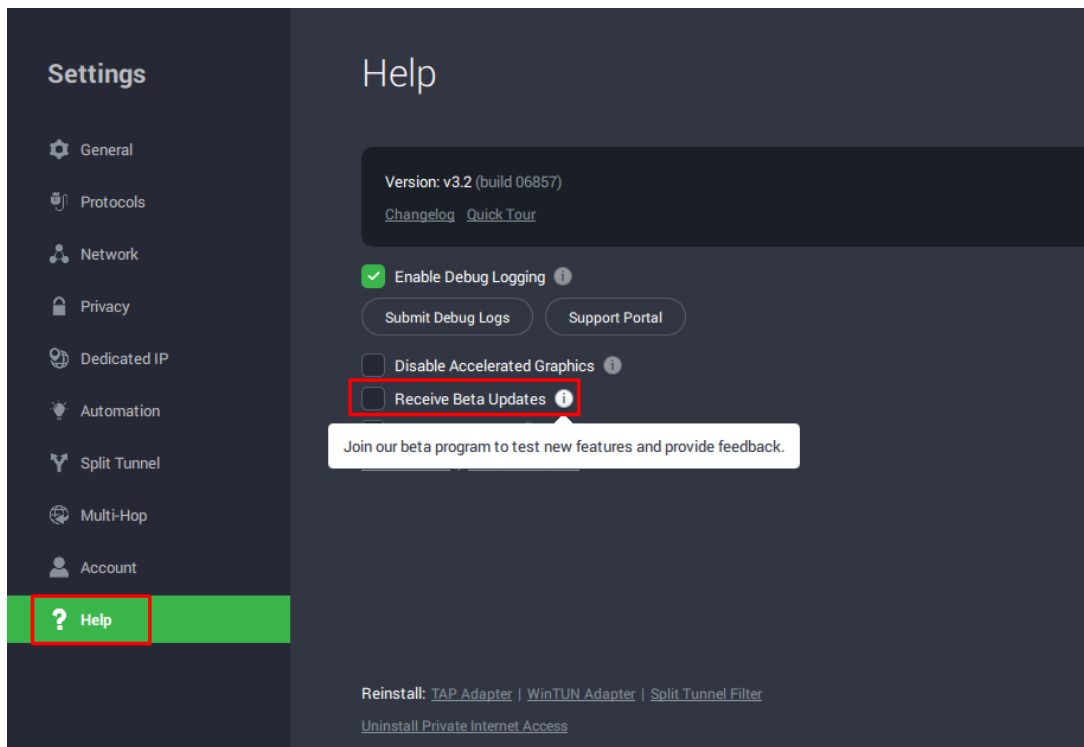 Settings
General
Protocols
Network
Privacy
Dedicated IP
Automation
Split Tunnel
Multi-Hop
Account
? Help
Help
Version: v3.2 (build 06857)
Changelog Quick Tour
Enable Debug Logging i
Submit Debug Logs Support Portal
Disable Accelerated Graphics i
Receive Beta Updates i
Join our beta program to test new features and provide feedback.
Reinstall: TAP Adapter | WinTUN Adapter | Split Tunnel Filter
Uninstall Private Internet Access